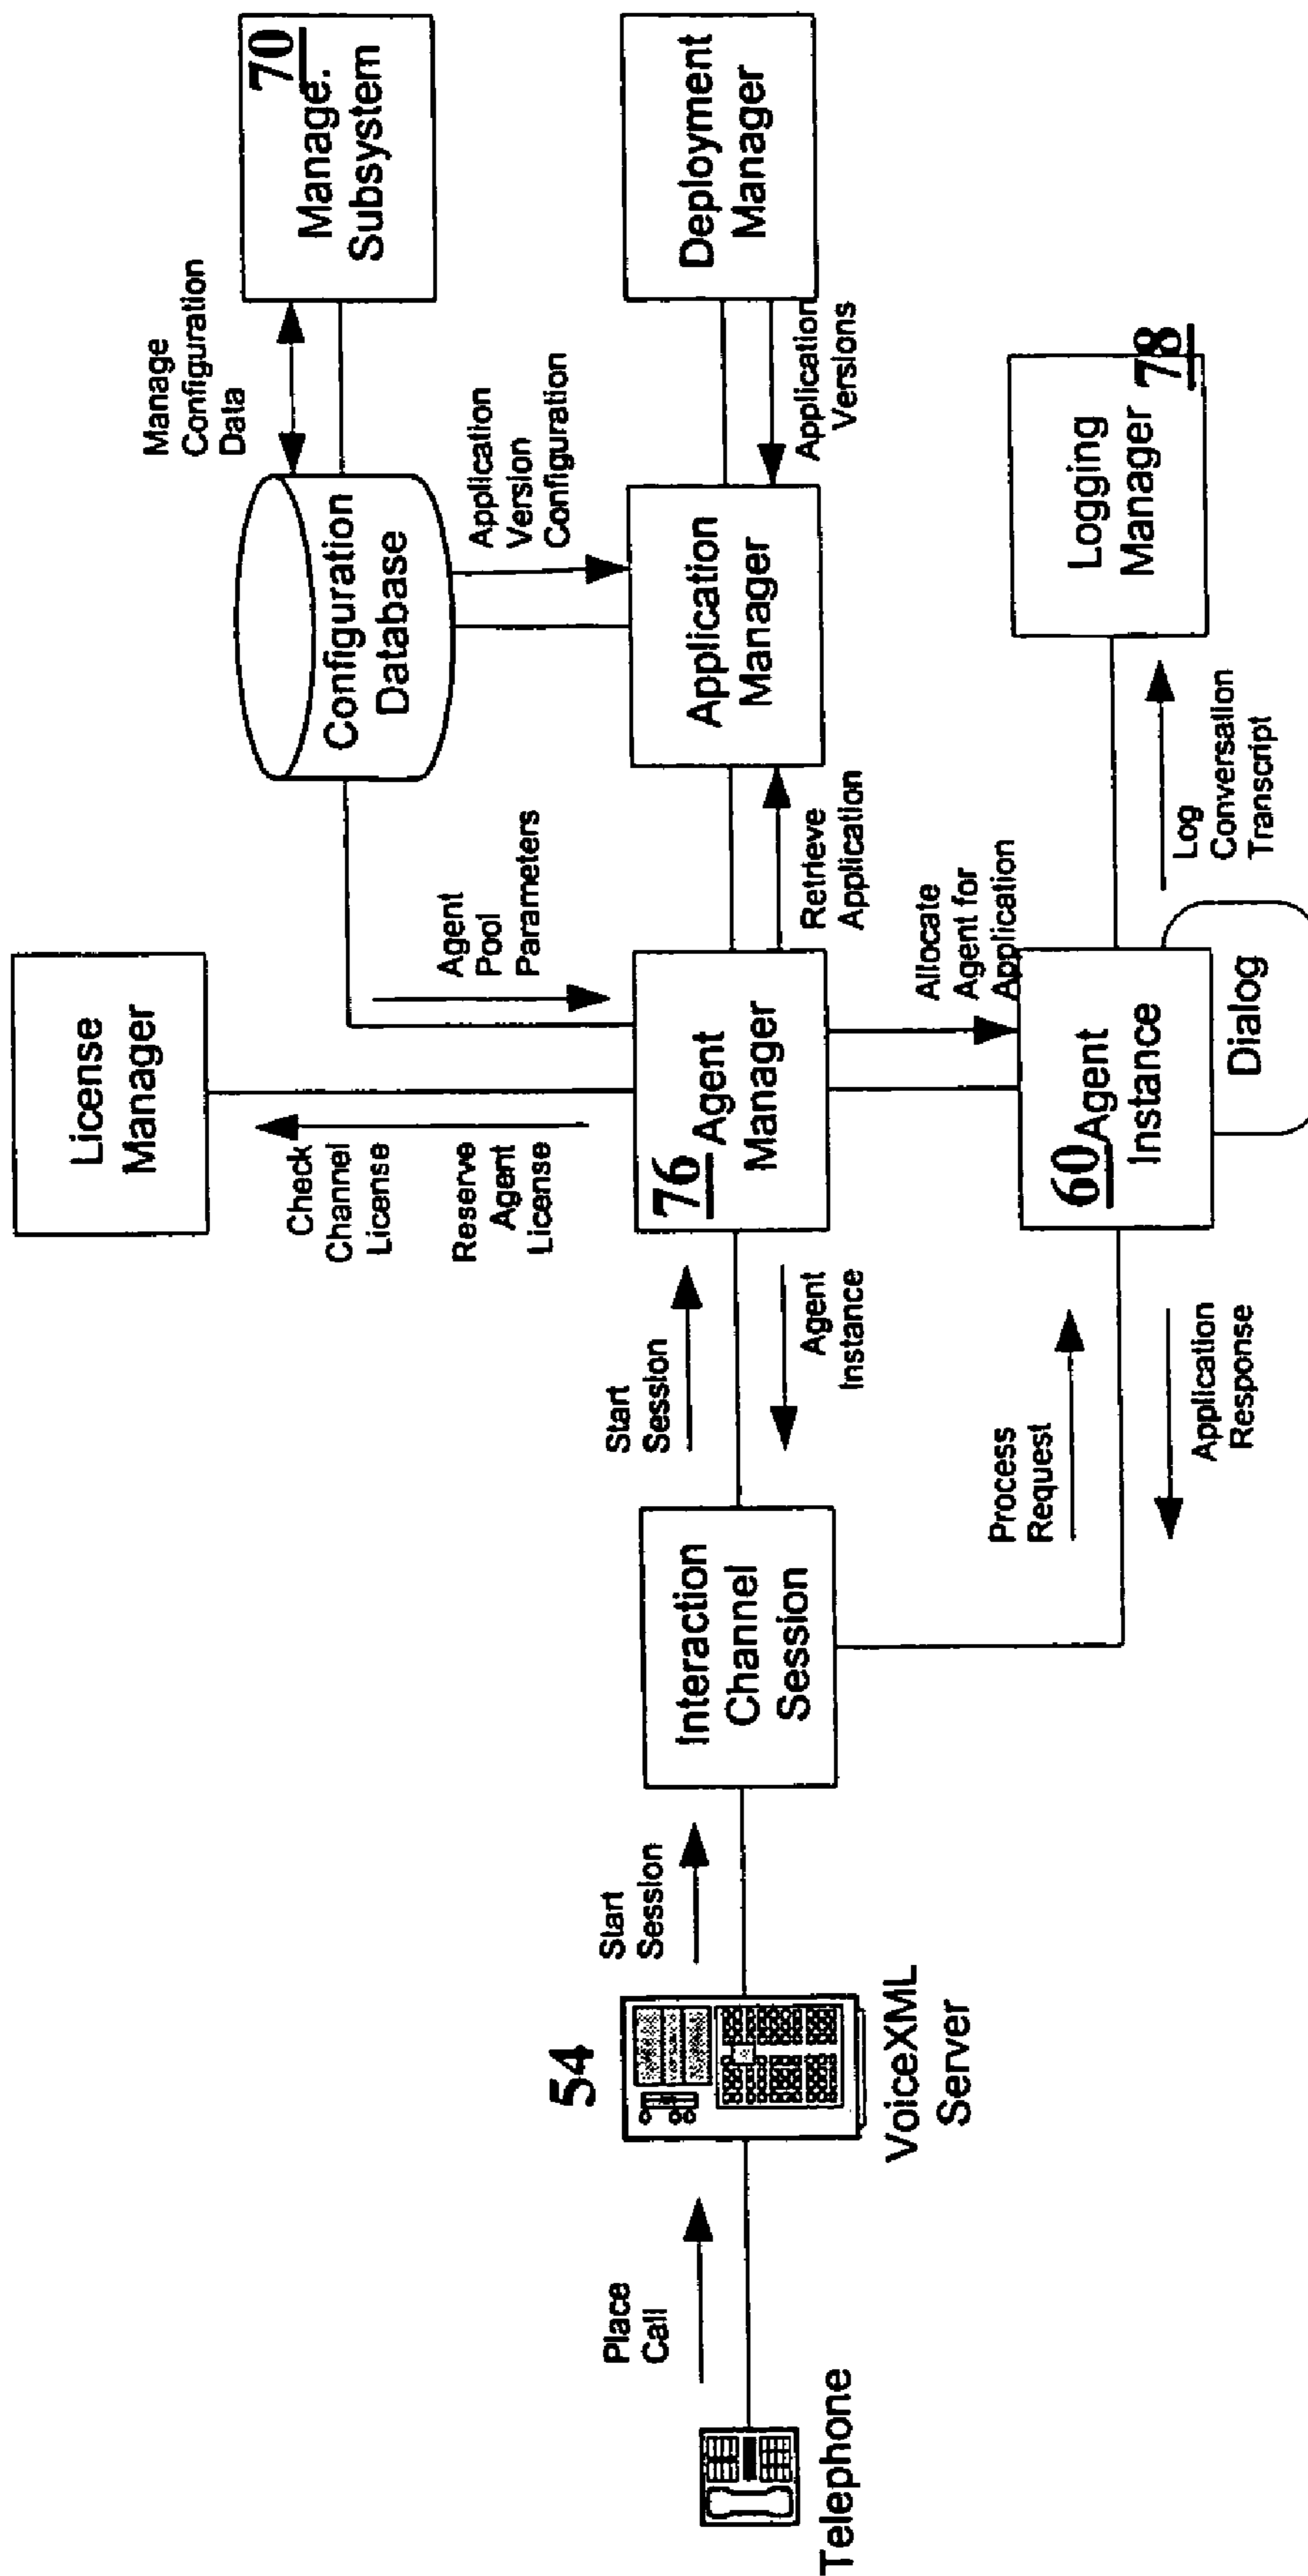 Telephone
Place
Call
54
VoiceXML
Server
Start
Session
Interaction
Channel
Session
Start
Session
Agent
Instance
Process
Request
Application
Response
License
Manager
Check
Channel
License
Reserve
Agent
License
76 Agent
Manager
Agent
Pool
Parameters
Retrieve
Application
Allocate
Agent for
Application
60 Agent
Instance
Dialog
Log
Conversation
Transcript
Logging
Manager 78
Configuration
Database
Manage
Configuration
Data
70
Manage.
Subsystem
Application
Version
Configuration
Application
Manager
Application
Versions
Deployment
Manager